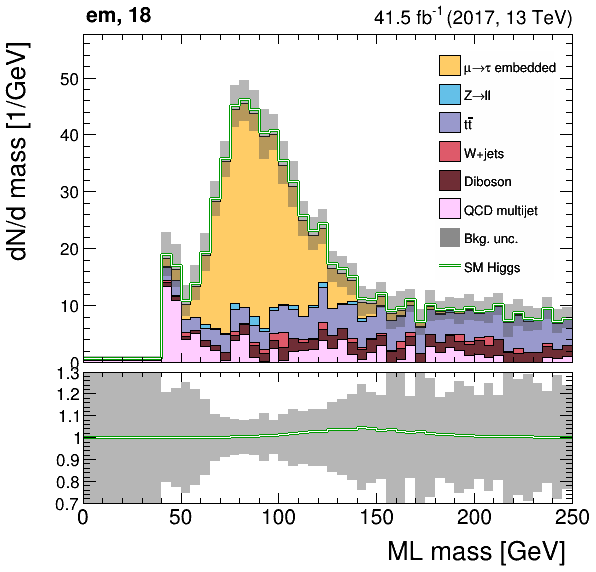 em, 18
41.5 fb⁻¹ (2017, 13 TeV)
dN/d mass [1/GeV]
50
40
30
20
10
0
μ→τ embedded
Z→ll
tt̄
W+jets
Diboson
QCD multijet
Bkg. unc.
SM Higgs
1.3
1.2
1.1
1
0.9
0.8
0.7
0 50 100 150 200 250
ML mass [GeV]